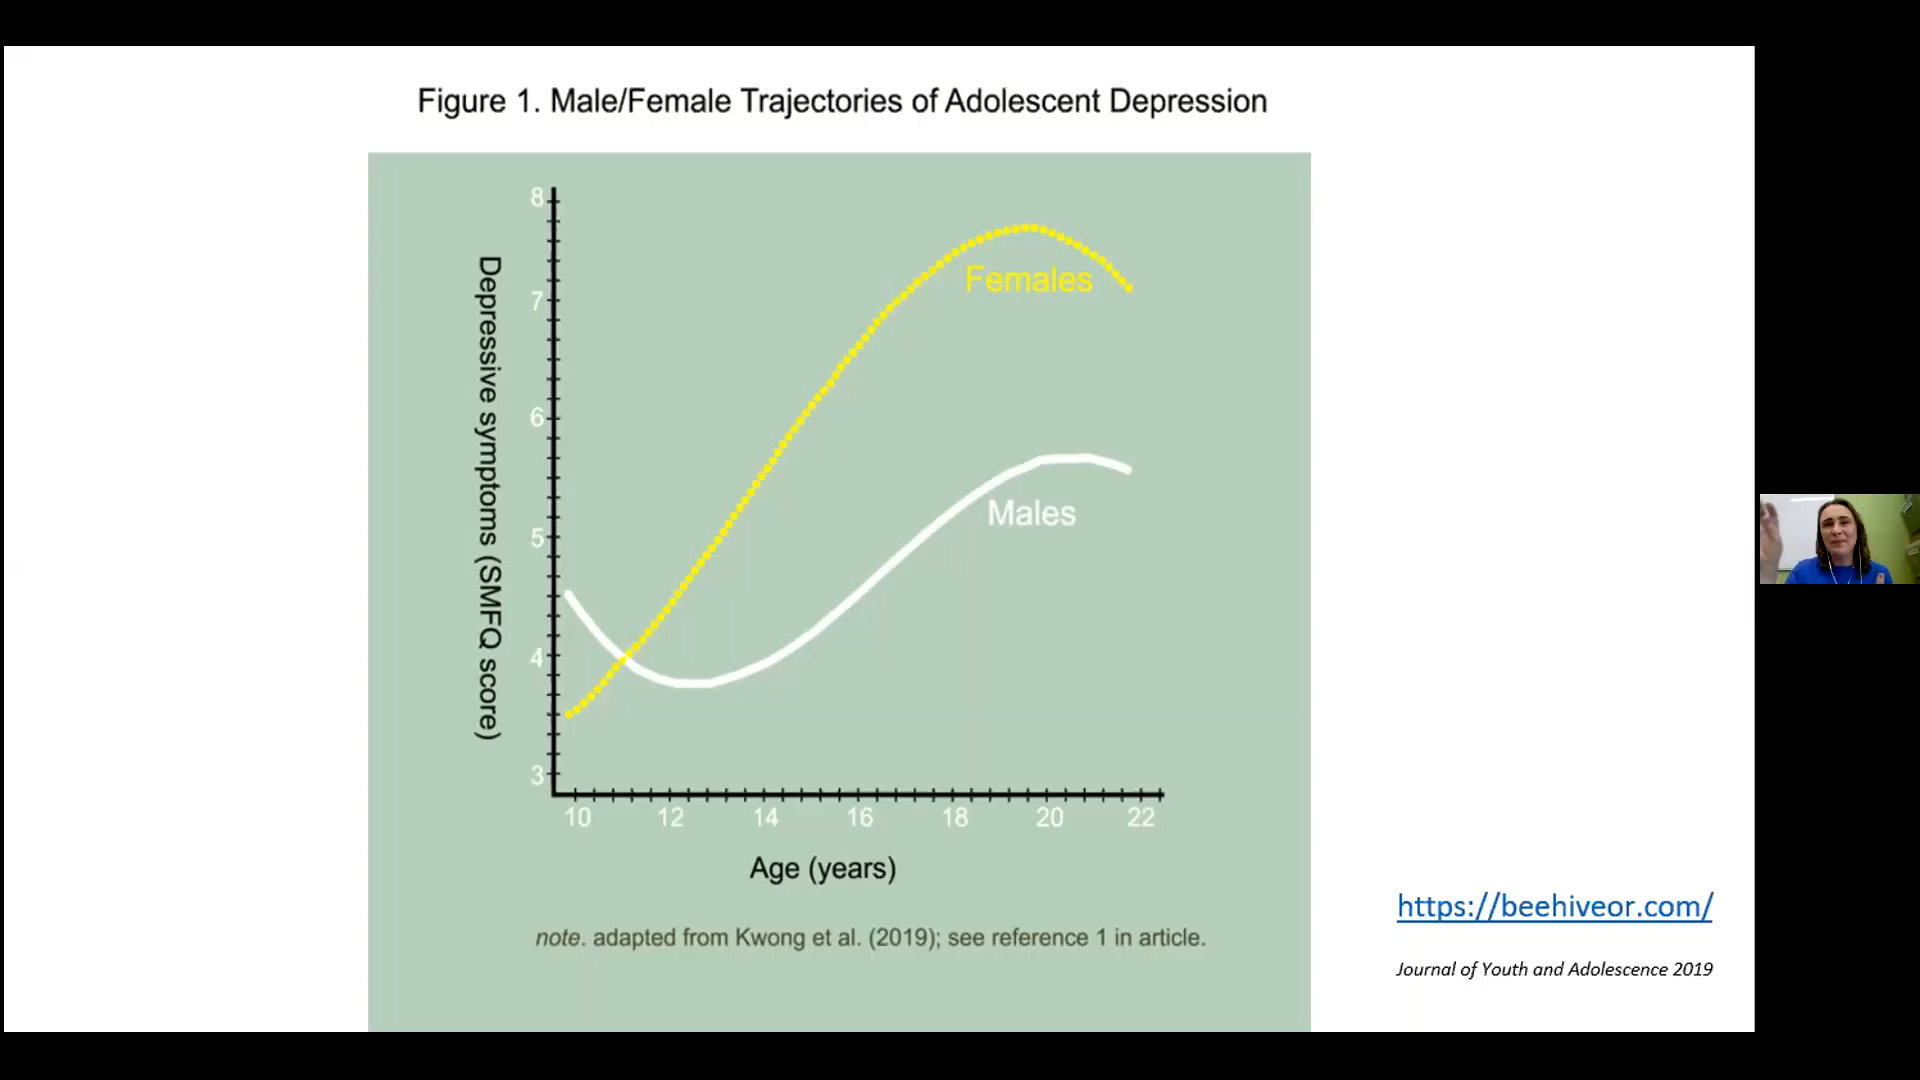 Figure 1. Male/Female Trajectories of Adolescent Depression
Depressive symptoms (SMFQ score)
8
7
6
5
4
3
Females
Males
10 12 14 16 18 20 22
Age (years)
note. adapted from Kwong et al. (2019); see reference 1 in article.
https://beehiveor.com/
Journal of Youth and Adolescence 2019